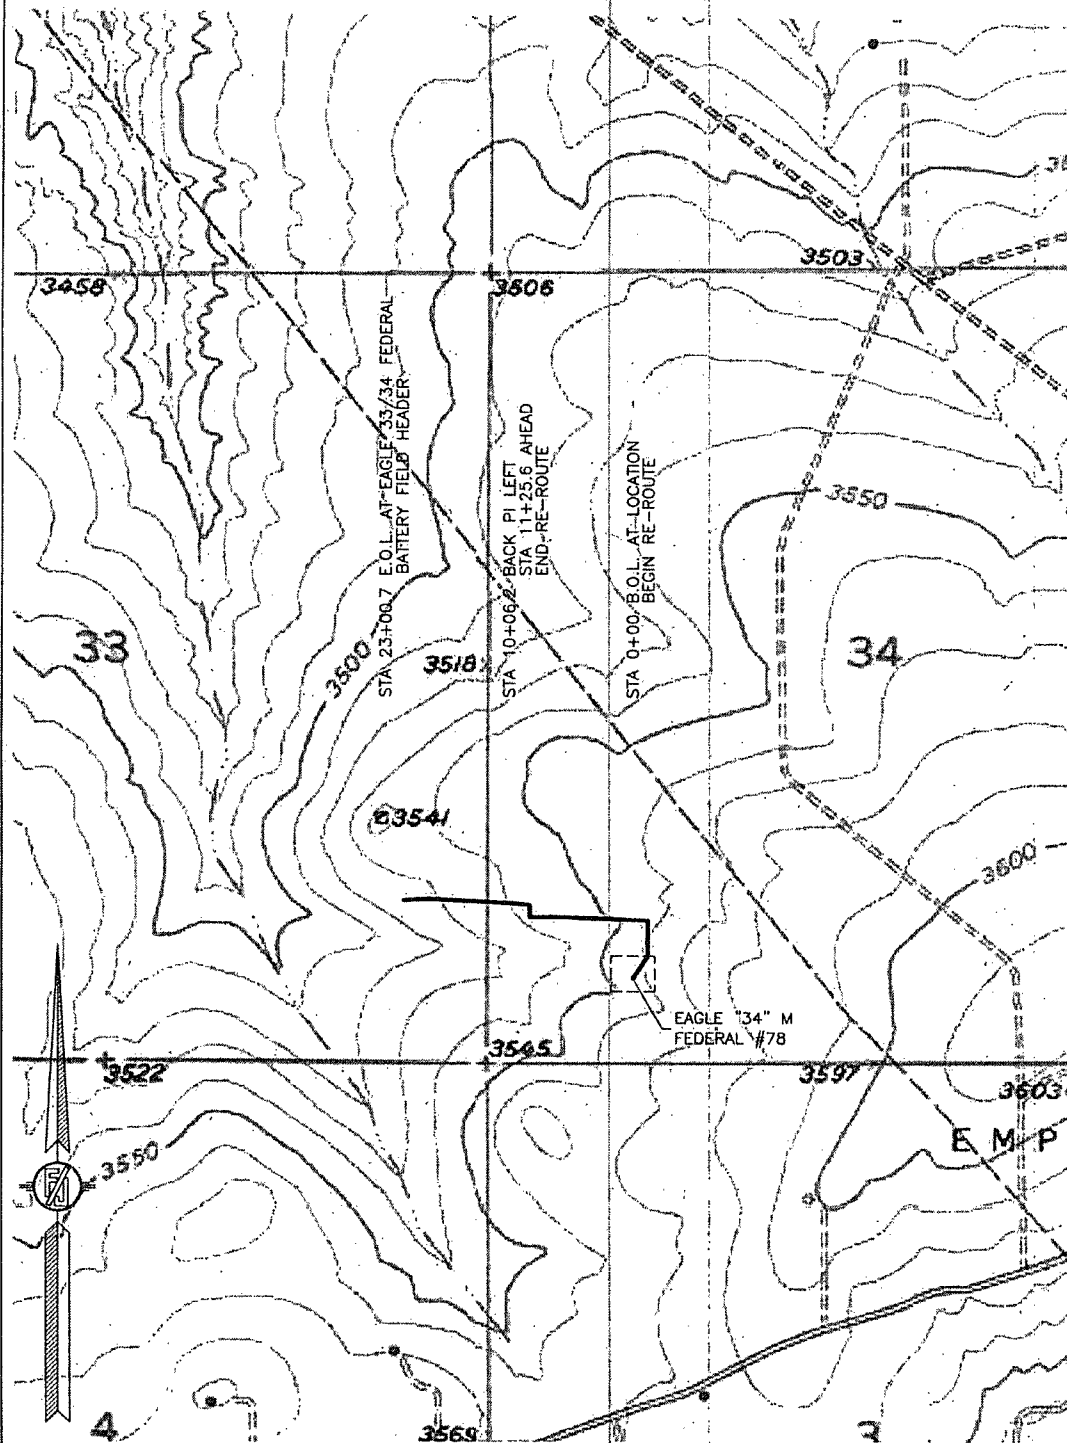 35
3458
3506
3503
STA 23+00.7 E.O.L. AT EAGLE 33/34 FEDERAL
BATTERY FIELD HEADER
STA 10+06.2 BACK PI LEFT
STA 11+25.6 AHEAD
END RE-ROUTE
STA 0+00 B.O.L. AT LOCATION
BEGIN RE-ROUTE
3550
33
3500
3518
34
3541
3600
EAGLE "34" M
FEDERAL #78
3545
3522
3597
3603
E M P
3550
4
3569
3